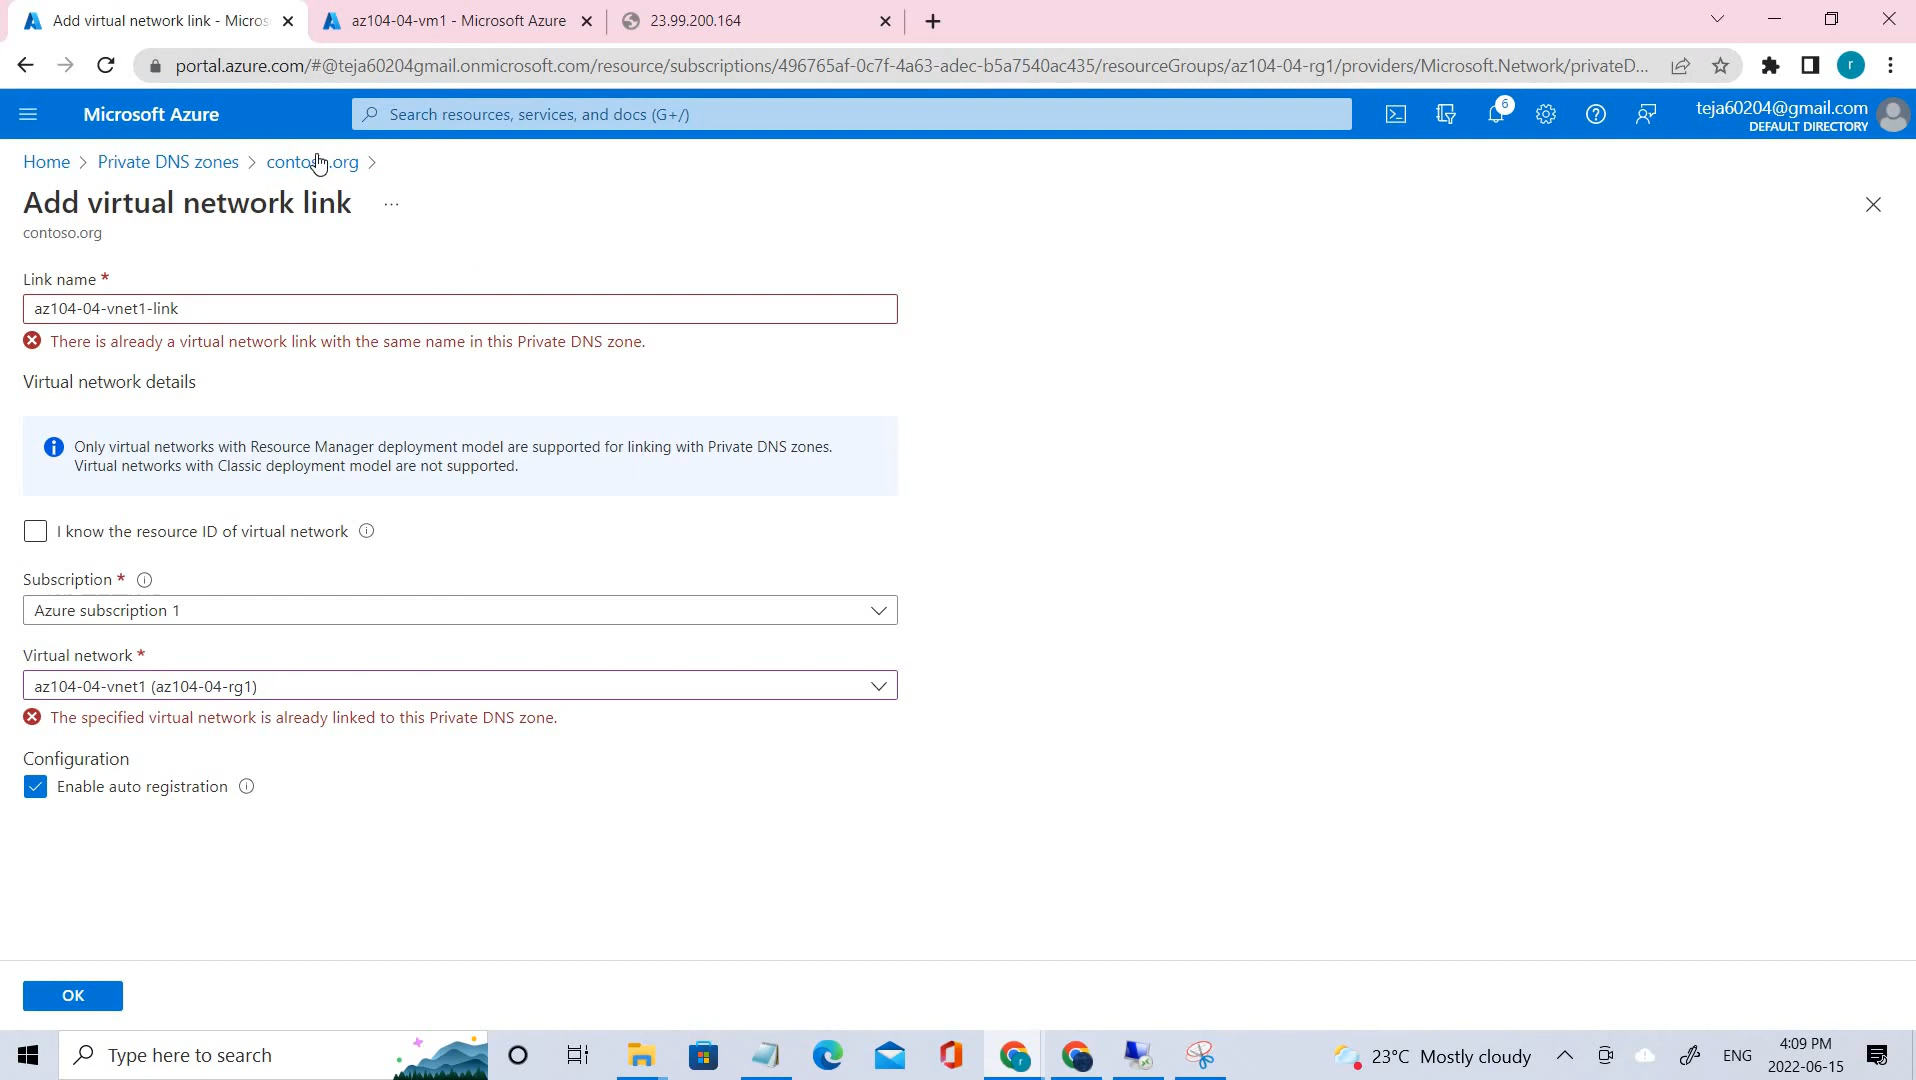 Add virtual network link - Micros
az104-04-vm1 - Microsoft Azure
23.99.200.164
portal.azure.com/#@teja60204gmail.onmicrosoft.com/resource/subscriptions/496765af-0c7f-4a63-adec-b5a7540ac435/resourceGroups/az104-04-rg1/providers/Microsoft.Network/privateD...
r
Microsoft Azure
Search resources, services, and docs (G+/)
6
teja60204@gmail.com
DEFAULT DIRECTORY
Home > Private DNS zones > contoso.org >
Add virtual network link ...
contoso.org
Link name *
az104-04-vnet1-link
There is already a virtual network link with the same name in this Private DNS zone.
Virtual network details
Only virtual networks with Resource Manager deployment model are supported for linking with Private DNS zones.
Virtual networks with Classic deployment model are not supported.
I know the resource ID of virtual network
Subscription *
Azure subscription 1
Virtual network *
az104-04-vnet1 (az104-04-rg1)
The specified virtual network is already linked to this Private DNS zone.
Configuration
Enable auto registration
OK
Type here to search
23°C Mostly cloudy
ENG
4:09 PM
2022-06-15